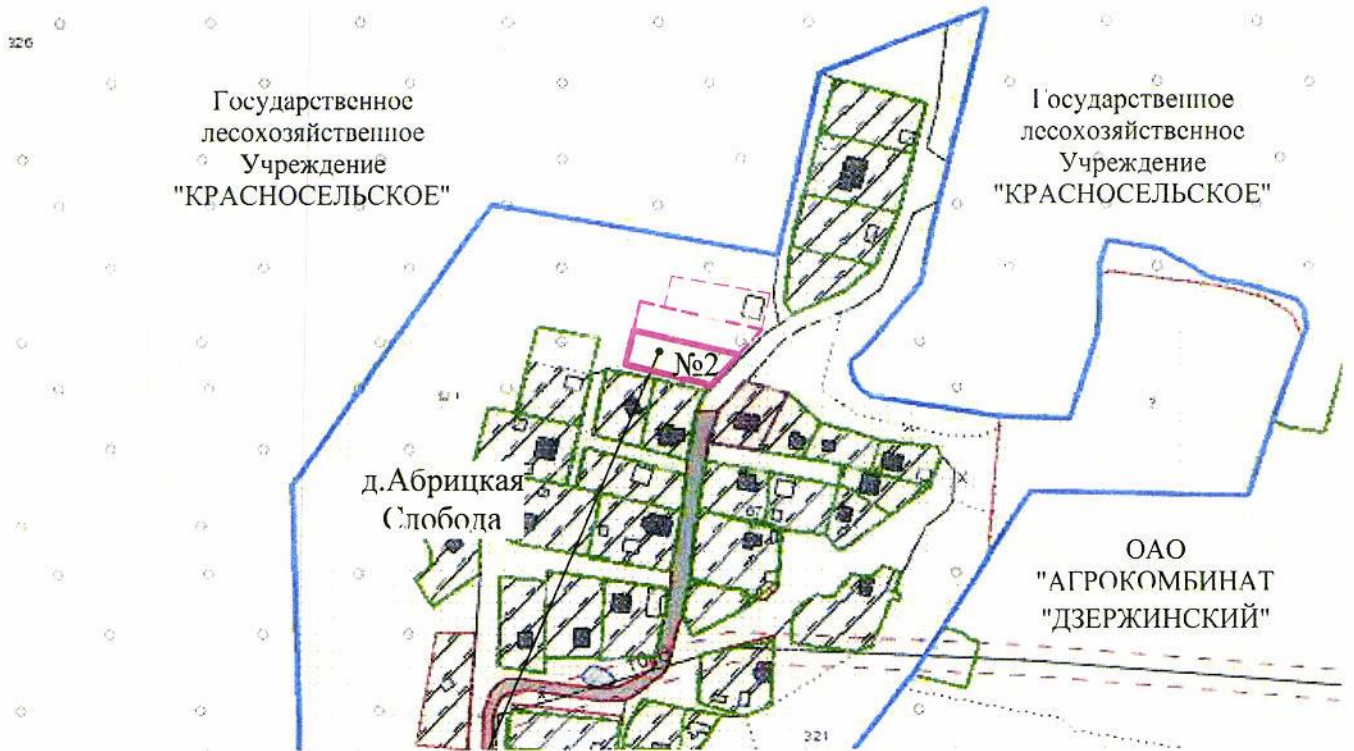 326
Государственное
лесохозяйственное
Учреждение
"КРАСНОСЕЛЬСКОЕ"
Государственное
лесохозяйственное
Учреждение
"КРАСНОСЕЛЬСКОЕ"
№2
д.Абрицкая
Слобода
ОАО
"АГРОКОМБИНАТ
"ДЗЕРЖИНСКИЙ"
321